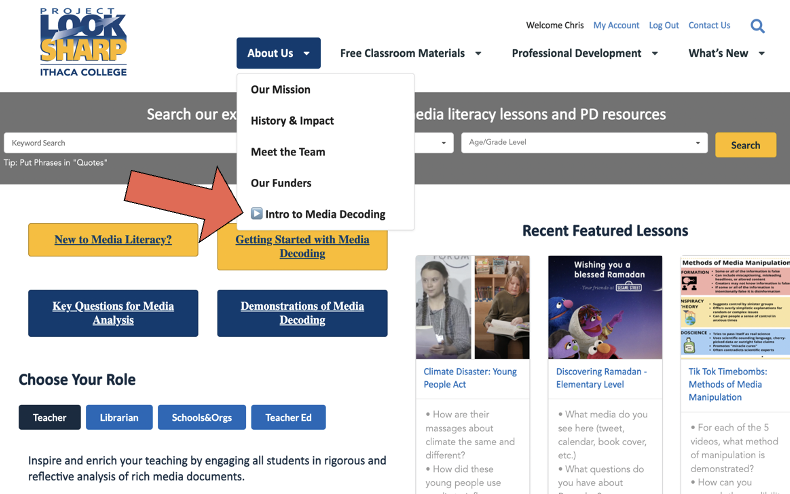 PROJECT
LOOK
SHARP
ITHACA COLLEGE
Welcome Chris
My Account
Log Out
Contact Us
About Us
Free Classroom Materials
Professional Development
What's New
Our Mission
History & Impact
Meet the Team
Our Funders
Intro to Media Decoding
Search our ex
edia literacy lessons and PD resources
Keyword Search
Age/Grade Level
Search
Tip: Put Phrases in "Quotes"
New to Media Literacy?
Getting Started with Media
Decoding
Key Questions for Media
Analysis
Demonstrations of Media
Decoding
Choose Your Role
Teacher
Librarian
Schools&Orgs
Teacher Ed
Inspire and enrich your teaching by engaging all students in rigorous and
reflective analysis of rich media documents.
Recent Featured Lessons
FORUM
Climate Disaster: Young
People Act
• How are their
massages about
climate the same and
different?
• How did these
young people use
Wishing you a
blessed Ramadan
Your friends at
SESAME STREET
Discovering Ramadan -
Elementary Level
• What media do you
see here (tweet,
calendar, book cover,
etc.)
• What questions do
you have about
Methods of Media Manipulation
Tik Tok Timebombs:
Methods of Media
Manipulation
• For each of the 5
videos, what method
of manipulation is
demonstrated?
• How can you